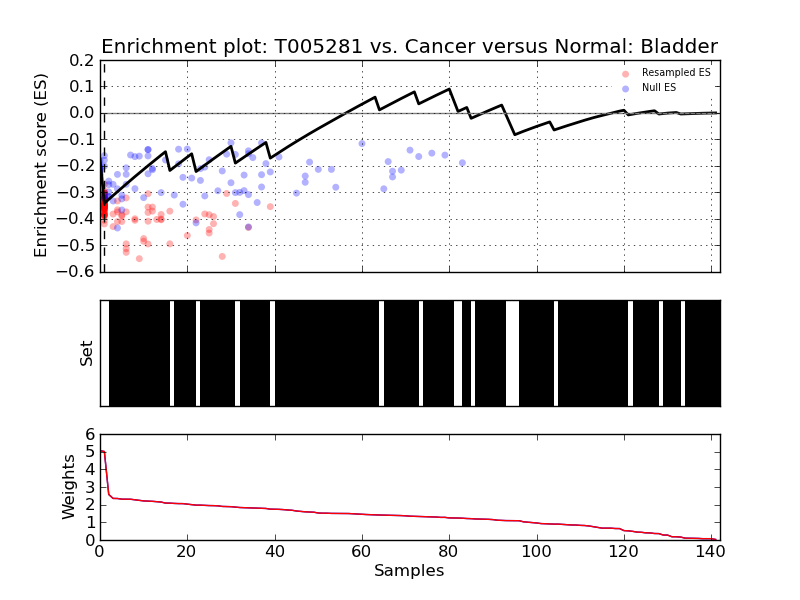 Enrichment plot: T005281 vs. Cancer versus Normal: Bladder
0.2
0.1
0.0
−0.1
−0.2
−0.3
−0.4
−0.5
−0.6
Enrichment score (ES)
Resampled ES
Null ES
Set
6
5
4
3
2
1
0
Weights
0 20 40 60 80 100 120 140
Samples